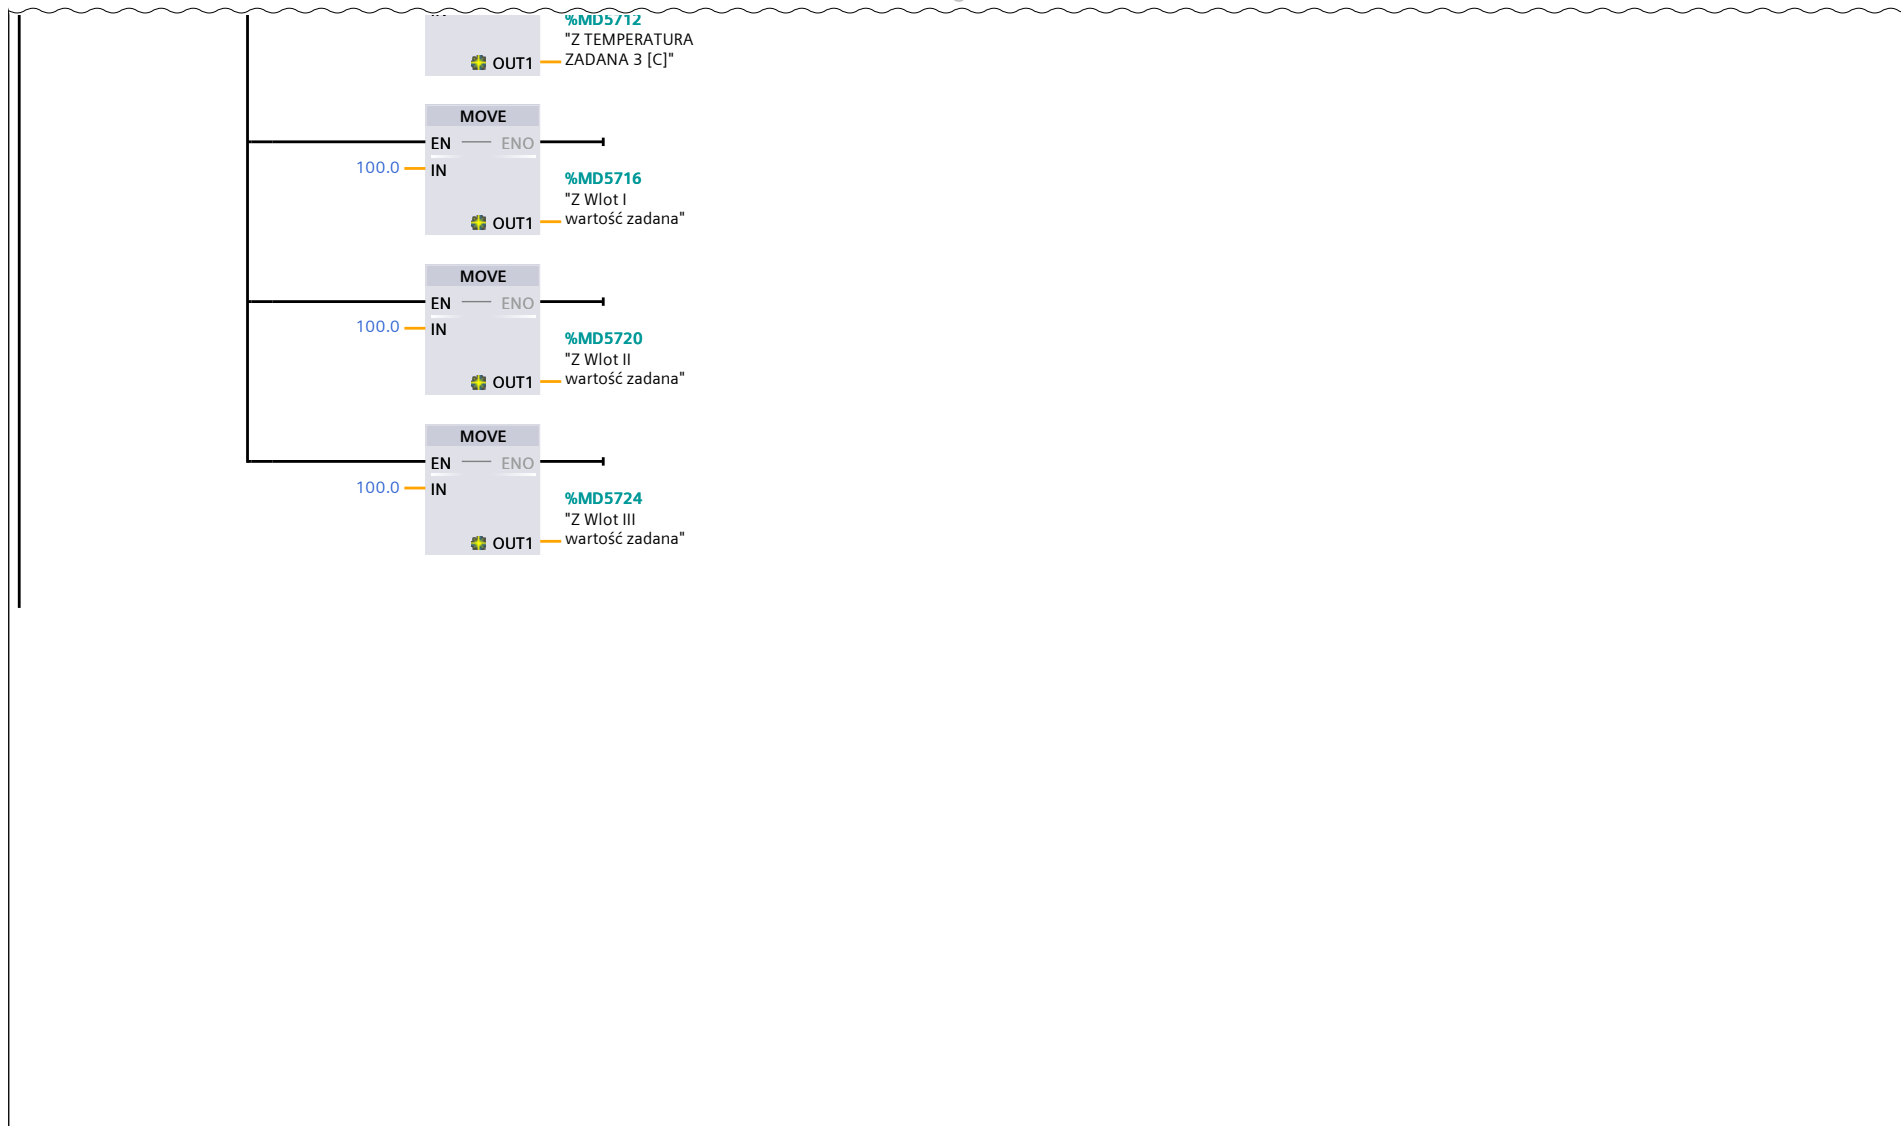 %MD5712
"Z TEMPERATURA
ZADANA 3 [C]"
OUT1
MOVE
EN ENO
100.0 IN
%MD5716
"Z Wlot I
wartość zadana"
OUT1
MOVE
EN ENO
100.0 IN
%MD5720
"Z Wlot II
wartość zadana"
OUT1
MOVE
EN ENO
100.0 IN
%MD5724
"Z Wlot III
wartość zadana"
OUT1